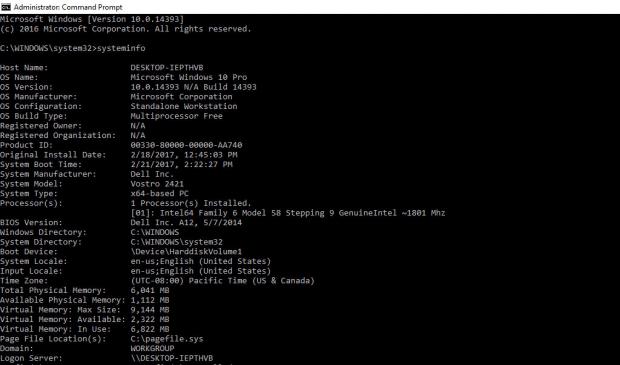 Administrator: Command Prompt
Microsoft Windows [Version 10.0.14393]
(c) 2016 Microsoft Corporation. All rights reserved.
C:\WINDOWS\system32>systeminfo
Host Name: DESKTOP-IEPTHVB
OS Name: Microsoft Windows 10 Pro
OS Version: 10.0.14393 N/A Build 14393
OS Manufacturer: Microsoft Corporation
OS Configuration: Standalone Workstation
OS Build Type: Multiprocessor Free
Registered Owner: N/A
Registered Organization: N/A
Product ID: 00330-80000-00000-AA740
Original Install Date: 2/18/2017, 12:45:03 PM
System Boot Time: 2/21/2017, 2:22:27 PM
System Manufacturer: Dell Inc.
System Model: Vostro 2421
System Type: x64-based PC
Processor(s): 1 Processor(s) Installed.
[01]: Intel64 Family 6 Model 58 Stepping 9 GenuineIntel ~1801 Mhz
BIOS Version: Dell Inc. A12, 5/7/2014
Windows Directory: C:\WINDOWS
System Directory: C:\WINDOWS\system32
Boot Device: \Device\HarddiskVolume1
System Locale: en-us;English (United States)
Input Locale: en-us;English (United States)
Time Zone: (UTC-08:00) Pacific Time (US & Canada)
Total Physical Memory: 6,041 MB
Available Physical Memory: 1,112 MB
Virtual Memory: Max Size: 9,144 MB
Virtual Memory: Available: 2,322 MB
Virtual Memory: In Use: 6,822 MB
Page File Location(s): C:\pagefile.sys
Domain: WORKGROUP
Logon Server: \\DESKTOP-IEPTHVB